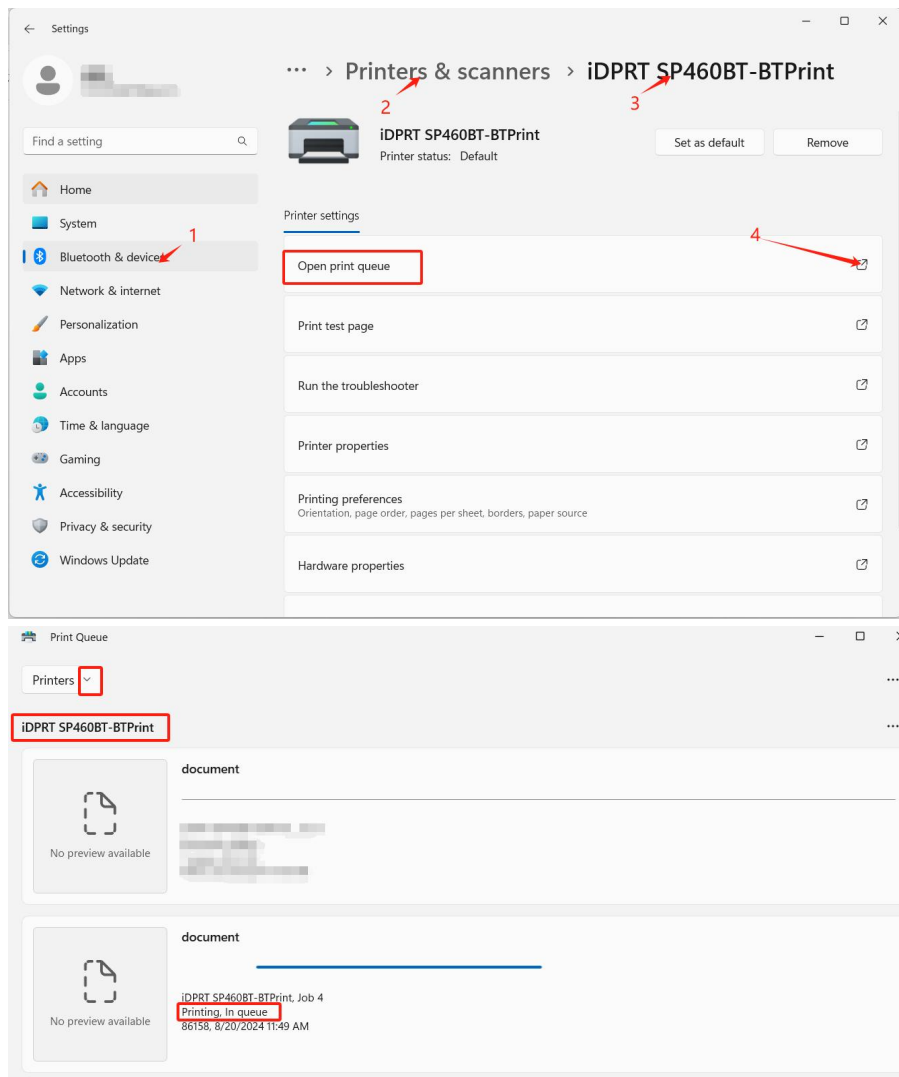 Settings
··· > Printers & scanners > iDPRT SP460BT-BTPrint
2
3
iDPRT SP460BT-BTPrint
Printer status: Default
Set as default
Remove
Find a setting
Home
System
1
Bluetooth & devices
Network & internet
Personalization
Apps
Accounts
Time & language
Gaming
Accessibility
Privacy & security
Windows Update
Printer settings
4
Open print queue
Print test page
Run the troubleshooter
Printer properties
Printing preferences
Orientation, page order, pages per sheet, borders, paper source
Hardware properties
Print Queue
Printers
iDPRT SP460BT-BTPrint
document
No preview available
document
No preview available
iDPRT SP460BT-BTPrint, Job 4
Printing, In queue
86158, 8/20/2024 11:49 AM